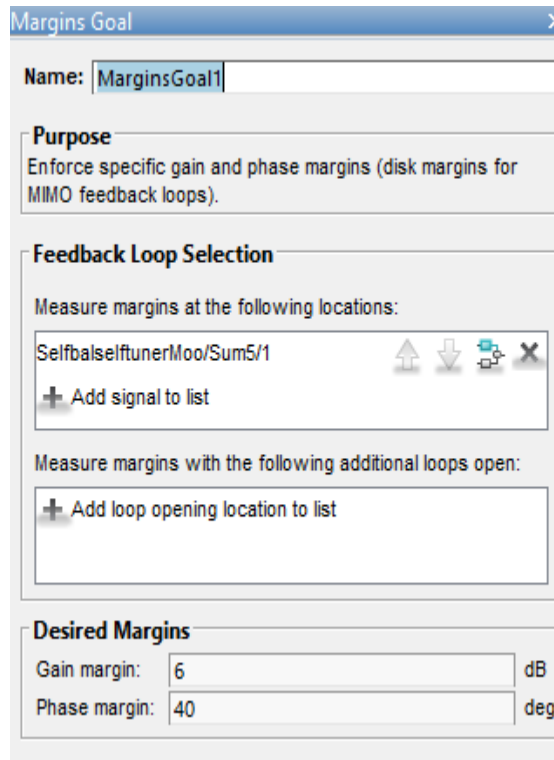 Margins Goal
Name: MarginsGoal1
Purpose
Enforce specific gain and phase margins (disk margins for
MIMO feedback loops).
Feedback Loop Selection
Measure margins at the following locations:
SelfbalselftunerMoo/Sum5/1
Add signal to list
Measure margins with the following additional loops open:
Add loop opening location to list
Desired Margins
Gain margin: 6 dB
Phase margin: 40 deg